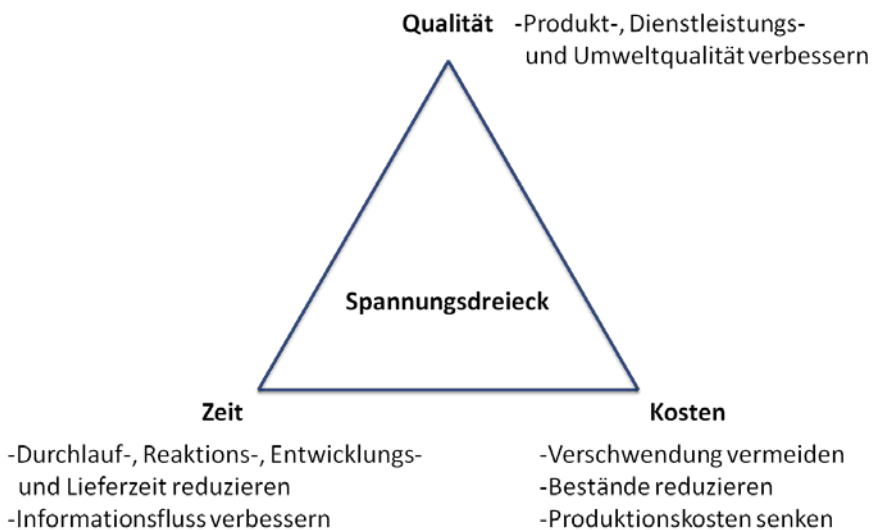 Qualität -Produkt-, Dienstleistungs-
und Umweltqualität verbessern
Spannungsdreieck
Zeit
-Durchlauf-, Reaktions-, Entwicklungs-
und Lieferzeit reduzieren
-Informationsfluss verbessern
Kosten
-Verschwendung vermeiden
-Bestände reduzieren
-Produktionskosten senken